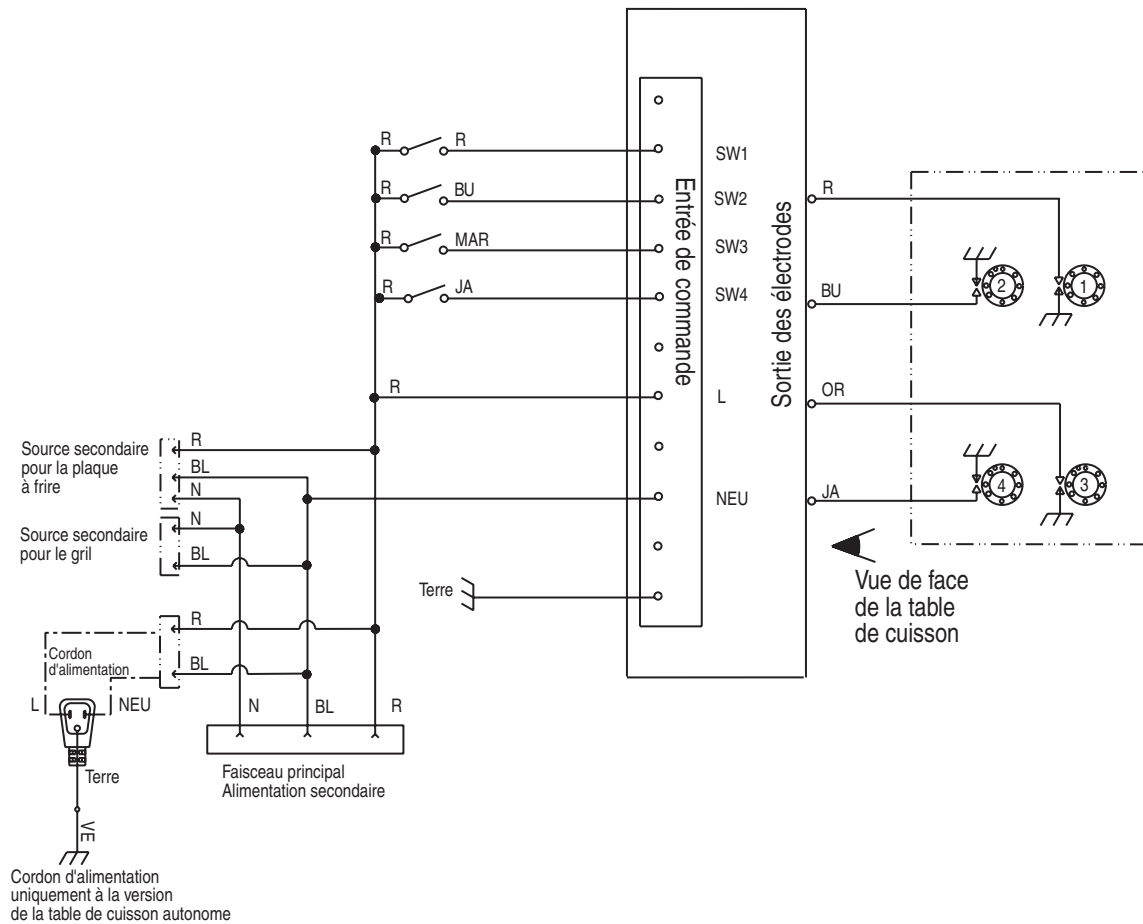 R
R
SW1
R
BU
SW2
R
MAR
SW3
R
JA
SW4
Entrée de commande
Sortie des électrodes
R
2
1
BU
R
L
OR
Source secondaire
pour la plaque
à frire
R
BL
N
4
3
NEU
JA
Source secondaire
pour le gril
N
BL
Vue de face
de la table
de cuisson
Terre
R
Cordon
d'alimentation
BL
L
NEU
N
BL
R
Terre
Faisceau principal
Alimentation secondaire
VE
Cordon d'alimentation
uniquement à la version
de la table de cuisson autonome